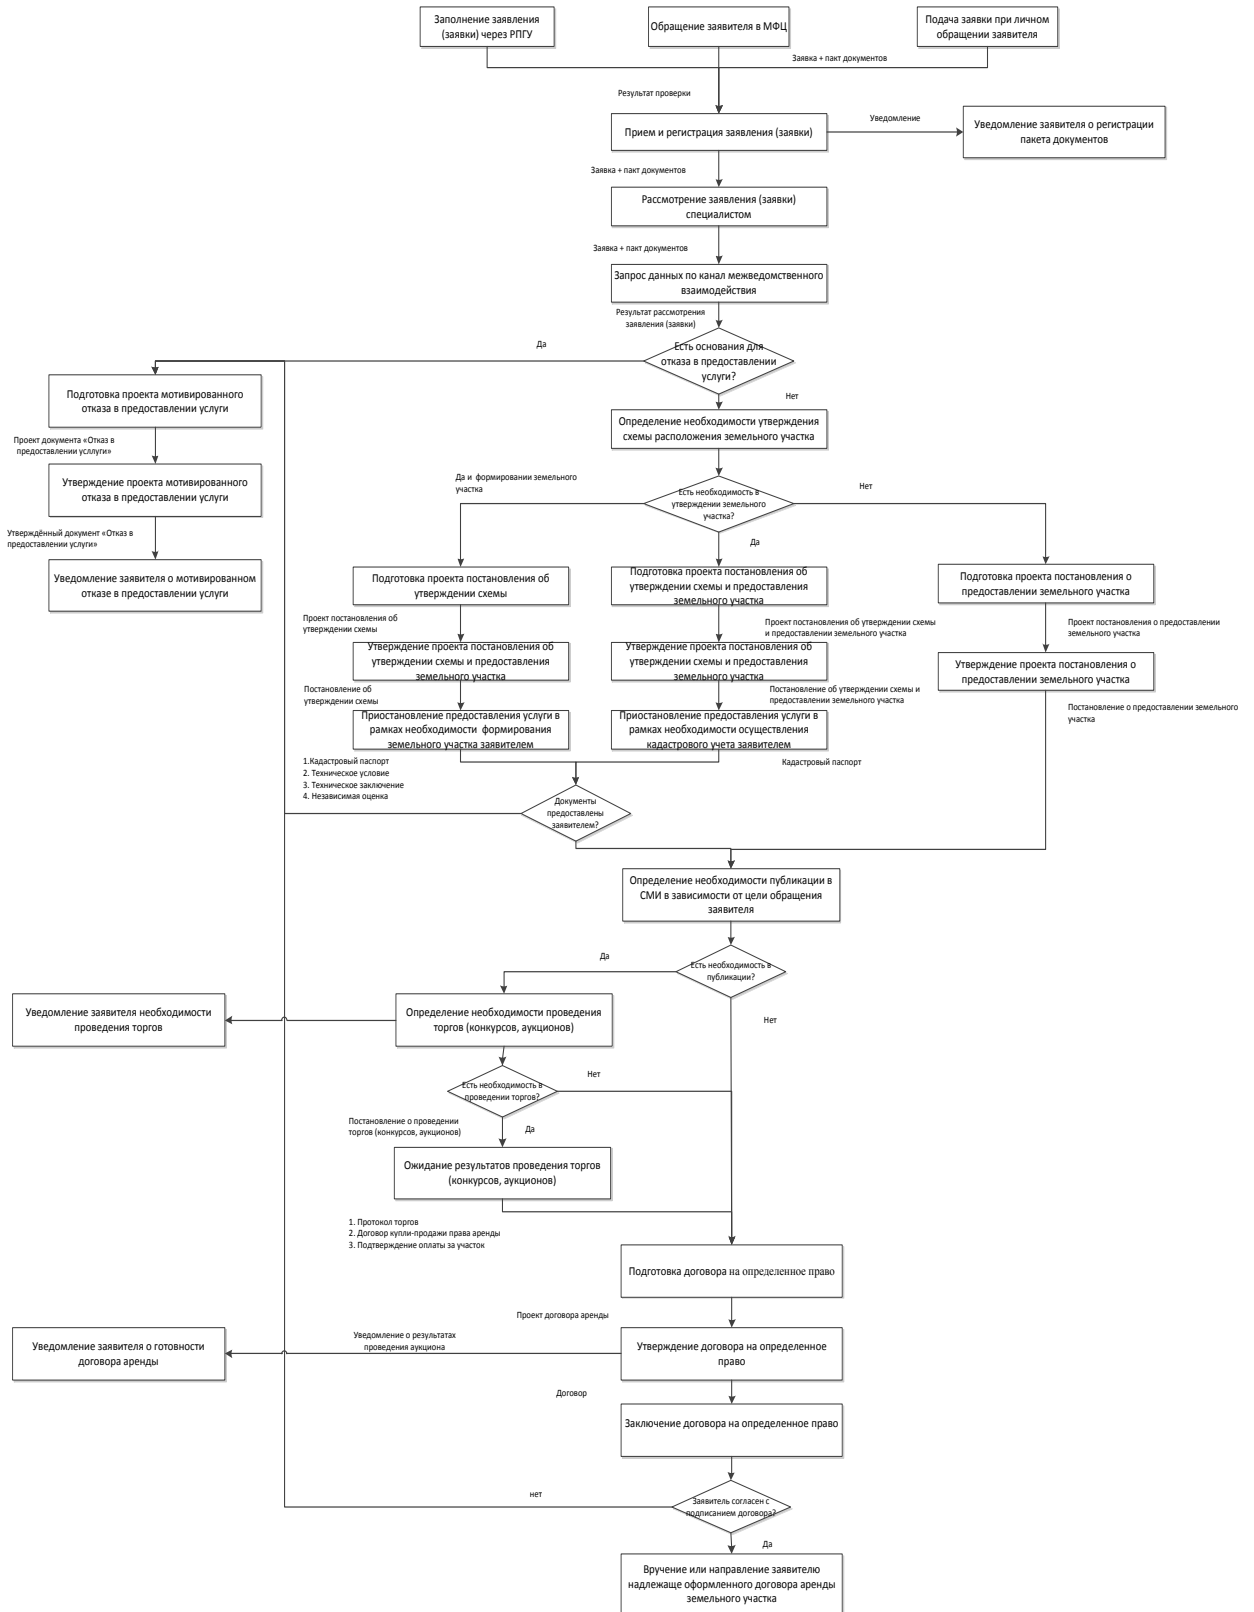 Заполнение заявления
(заявки) через РПГУ
Обращение заявителя в МФЦ
Подача заявки при личном
обращении заявителя
Заявка + пакт документов
Результат проверки
Прием и регистрация заявления (заявки)
Уведомление
Уведомление заявителя о регистрации
пакета документов
Заявка + пакт документов
Рассмотрение заявления (заявки)
специалистом
Заявка + пакт документов
Запрос данных по канал межведомственного
взаимодействия
Результат рассмотрения
заявления (заявки)
Есть основания для
отказа в предоставлении
услуги?
Да
Нет
Подготовка проекта мотивированного
отказа в предоставлении услуги
Проект документа «Отказ в
предоставлении усллуги»
Утверждение проекта мотивированного
отказа в предоставлении услуги
Утверждённый документ «Отказ в
предоставлении услуги»
Уведомление заявителя о мотивированном
отказе в предоставлении услуги
Определение необходимости утверждения
схемы расположения земельного участка
Да и  формировании земельного
участка
Есть необходимость в
утверждении земельного
участка?
Нет
Да
Подготовка проекта постановления об
утверждении схемы
Подготовка проекта постановления об
утверждении схемы и предоставления
земельного участка
Подготовка проекта постановления о
предоставлении земельного участка
Проект постановления об
утверждении схемы
Проект постановления об утверждении схемы
и предоставлении земельного участка
Проект постановления о предоставлении
земельного участка
Утверждение проекта постановления об
утверждении схемы и предоставления
земельного участка
Утверждение проекта постановления об
утверждении схемы и предоставления
земельного участка
Утверждение проекта постановления о
предоставлении земельного участка
Постановление об
утверждении схемы
Постановление об утверждении схемы и
предоставлении земельного участка
Постановление о предоставлении земельного
участка
Приостановление предоставления услуги в
рамках необходимости  формирования
земельного участка заявителем
Приостановление предоставления услуги в
рамках необходимости осуществления
кадастрового учета заявителем
1.Кадастровый паспорт
2. Техническое условие
3. Техническое заключение
4. Независимая оценка
Кадастровый паспорт
Документы
предоставлены
заявителем?
Определение необходимости публикации в
СМИ в зависимости от цели обращения
заявителя
Есть необходимость в
публикации?
Да
Нет
Уведомление заявителя необходимости
проведения торгов
Определение необходимости проведения
торгов (конкурсов, аукционов)
Есть необходимость в
проведении торгов?
Нет
Постановление о проведении
торгов (конкурсов, аукционов)
Да
Ожидание результатов проведения торгов
(конкурсов, аукционов)
1. Протокол торгов
2. Договор купли-продажи права аренды
3. Подтверждение оплаты за участок
Подготовка договора на определенное право
Проект договора аренды
Уведомление заявителя о готовности
договора аренды
Уведомление о результатах
проведения аукциона
Утверждение договора на определенное
право
Договор
Заключение договора на определенное право
нет
Заявитель согласен с
подписанием договора?
Да
Вручение или направление заявителю
надлежаще оформленного договора аренды
земельного участка